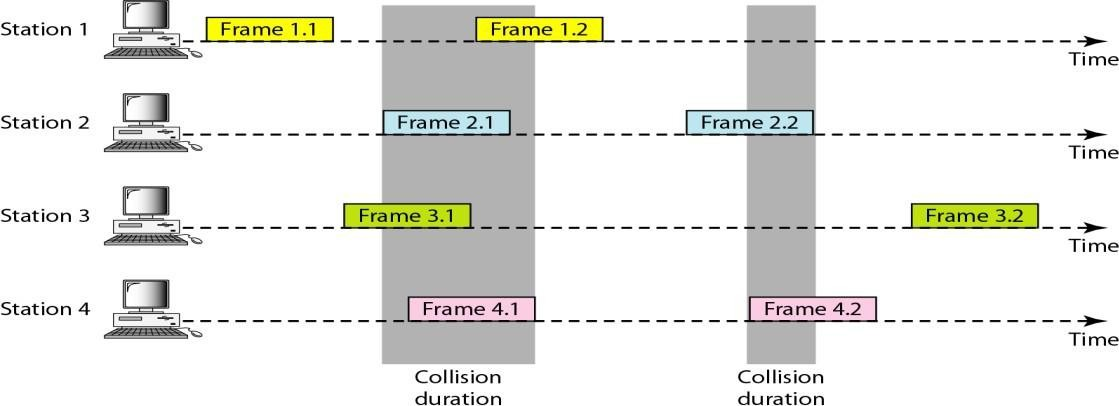 Station 1
Frame 1.1
Frame 1.2
Time
Station 2
Frame 2.1
Frame 2.2
Time
Station 3
Frame 3.1
Frame 3.2
Time
Station 4
Frame 4.1
Frame 4.2
Time
Collision
duration
Collision
duration